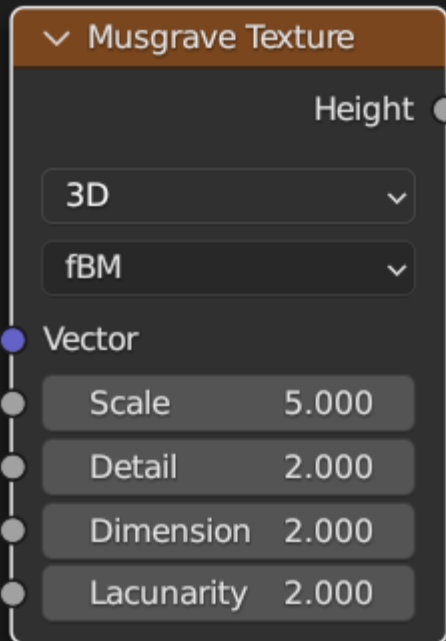 Musgrave Texture
Height
3D
fBM
Vector
Scale 5.000
Detail 2.000
Dimension 2.000
Lacunarity 2.000